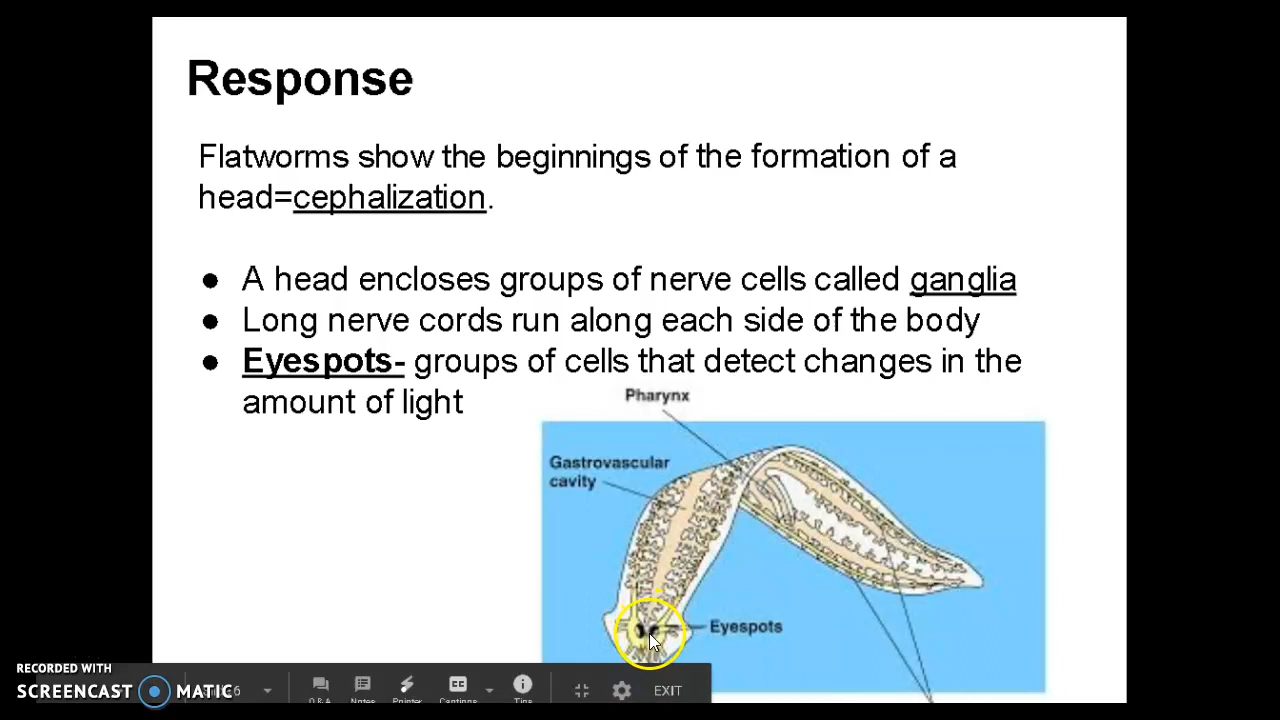 Response
Flatworms show the beginnings of the formation of a
head=cephalization.
● A head encloses groups of nerve cells called ganglia
● Long nerve cords run along each side of the body
● Eyespots- groups of cells that detect changes in the
amount of light
Pharynx
Gastrovascular
cavity
Eyespots
RECORDED WITH
SCREENCAST MATIC
6
Q & A
Notes
Pointer
Captions
Tips
EXIT